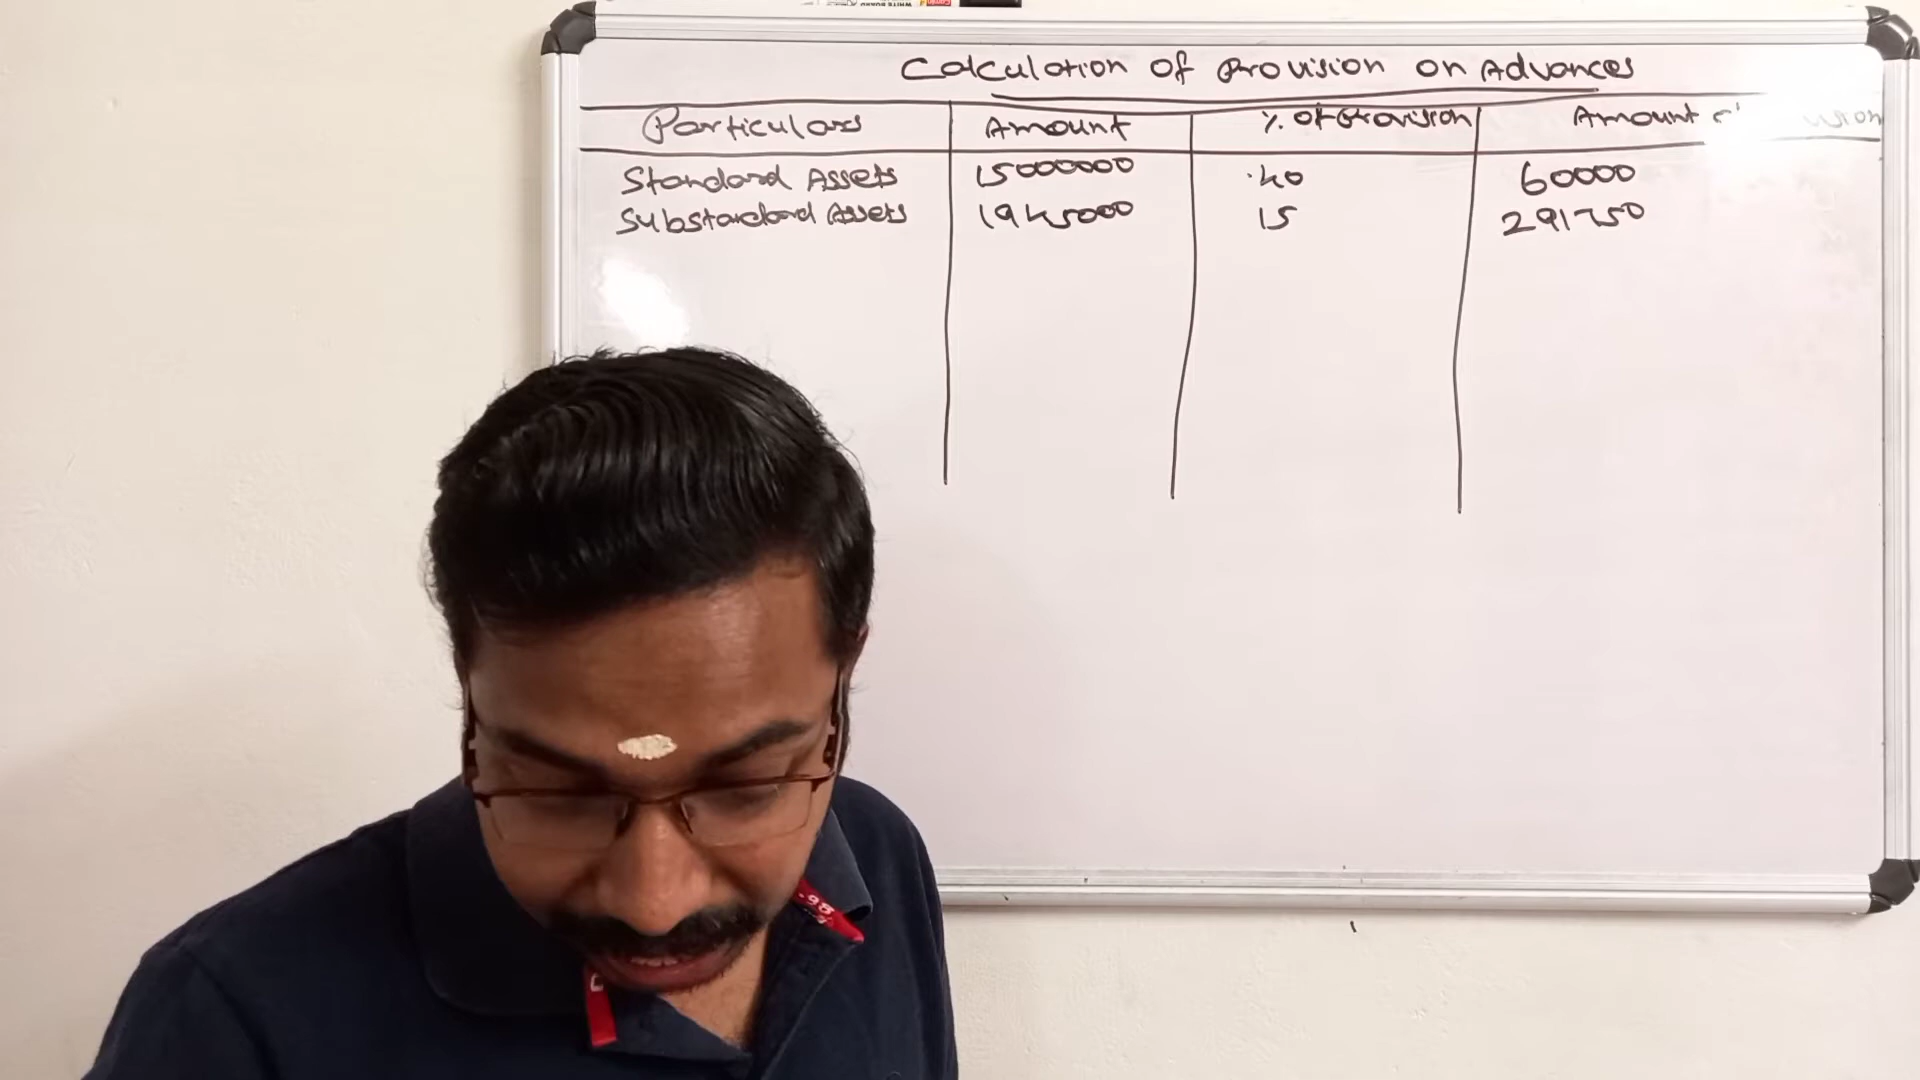 Calculation of Provision on Advances
Particulars Amount % of Provision Amount
Standard Assets 15000000 .40 60000
Substandard Assets 1945000 15 291750